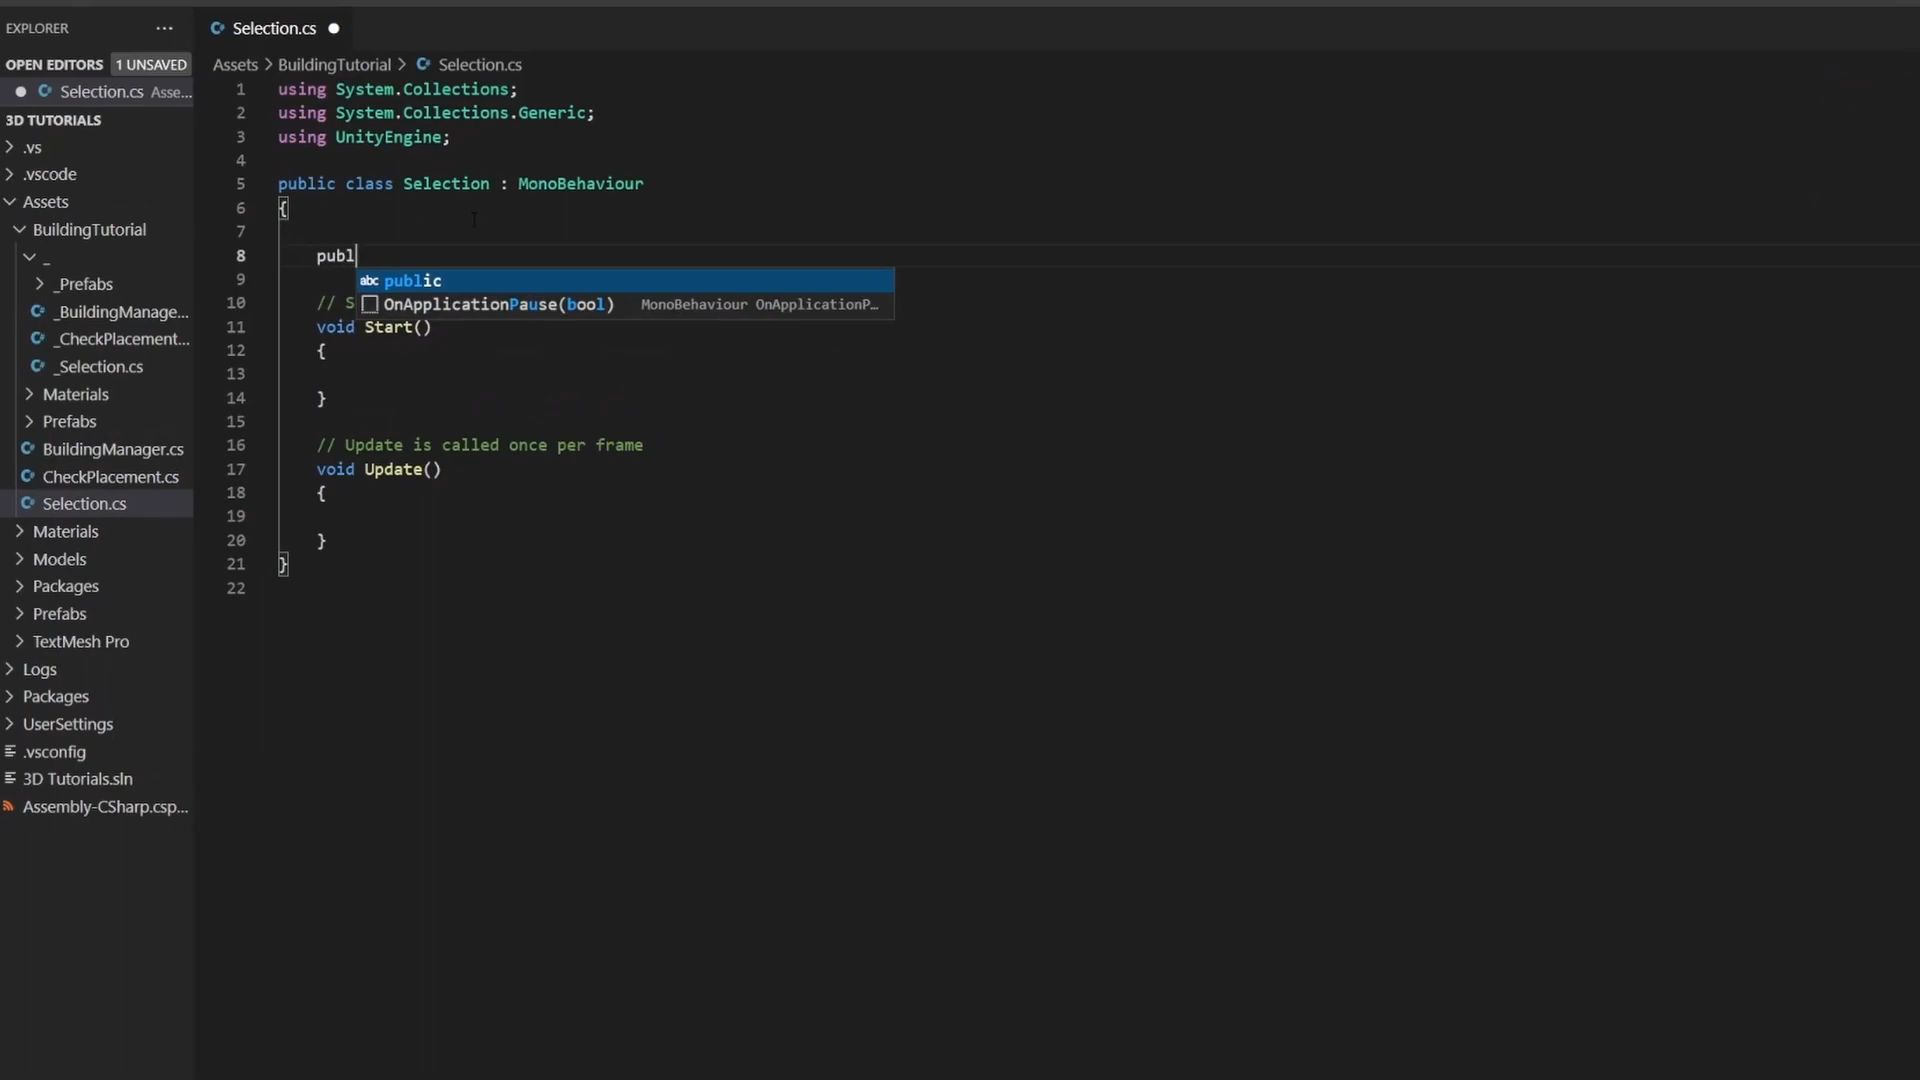 EXPLORER ···
OPEN EDITORS 1 UNSAVED
Selection.cs Asse...
3D TUTORIALS
.vs
.vscode
Assets
BuildingTutorial
_
_Prefabs
_BuildingManage...
_CheckPlacement...
_Selection.cs
Materials
Prefabs
BuildingManager.cs
CheckPlacement.cs
Selection.cs
Materials
Models
Packages
Prefabs
TextMesh Pro
Logs
Packages
UserSettings
.vsconfig
3D Tutorials.sln
Assembly-CSharp.csp...
Selection.cs
Assets > BuildingTutorial > Selection.cs
1 using System.Collections;
2 using System.Collections.Generic;
3 using UnityEngine;
4
5 public class Selection : MonoBehaviour
6 {
7
8 publ
abc public
9
OnApplicationPause(bool) MonoBehaviour OnApplicationP…
10 // S
11 void Start()
12 {
13
14 }
15
16 // Update is called once per frame
17 void Update()
18 {
19
20 }
21 }
22